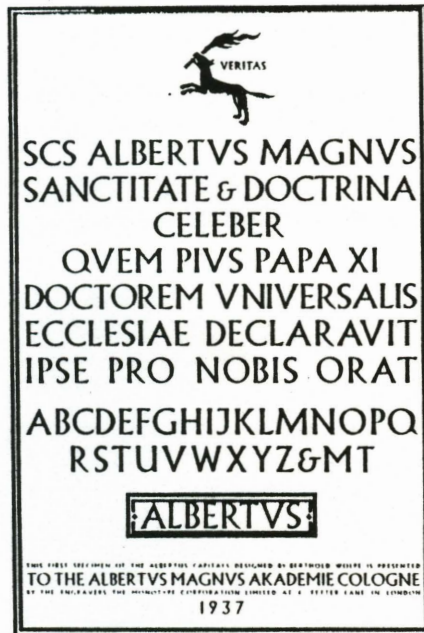 VERITAS
SCS ALBERTVS MAGNVS
SANCTITATE & DOCTRINA
CELEBER
QVEM PIVS PAPA XI
DOCTOREM VNIVERSALIS
ECCLESIAE DECLARAVIT
IPSE PRO NOBIS ORAT
ABCDEFGHIJKLMNOPQ
RSTUVWXYZ&MT
ALBERTVS
THIS FIRST SPECIMEN OF THE ALBERTUS CAPITALS DESIGNED BY BERTHOLD WOLPE IS PRESENTED
TO THE ALBERTVS MAGNVS AKADEMIE COLOGNE
BY THE ENGRAVERS THE MONOTYPE CORPORATION LIMITED AT 4 FETTER LANE IN LONDON
1937